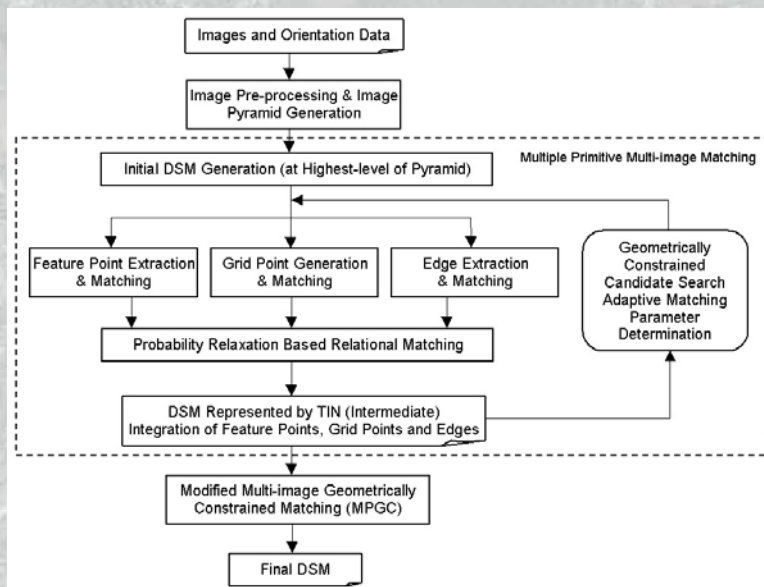 Images and Orientation Data
Image Pre-processing & Image
Pyramid Generation
Multiple Primitive Multi-image Matching
Initial DSM Generation (at Highest-level of Pyramid)
Feature Point Extraction
& Matching
Grid Point Generation
& Matching
Edge Extraction
& Matching
Geometrically
Constrained
Candidate Search
Adaptive Matching
Parameter
Determination
Probability Relaxation Based Relational Matching
DSM Represented by TIN (Intermediate)
Integration of Feature Points, Grid Points and Edges
Modified Multi-image Geometrically
Constrained Matching (MPGC)
Final DSM